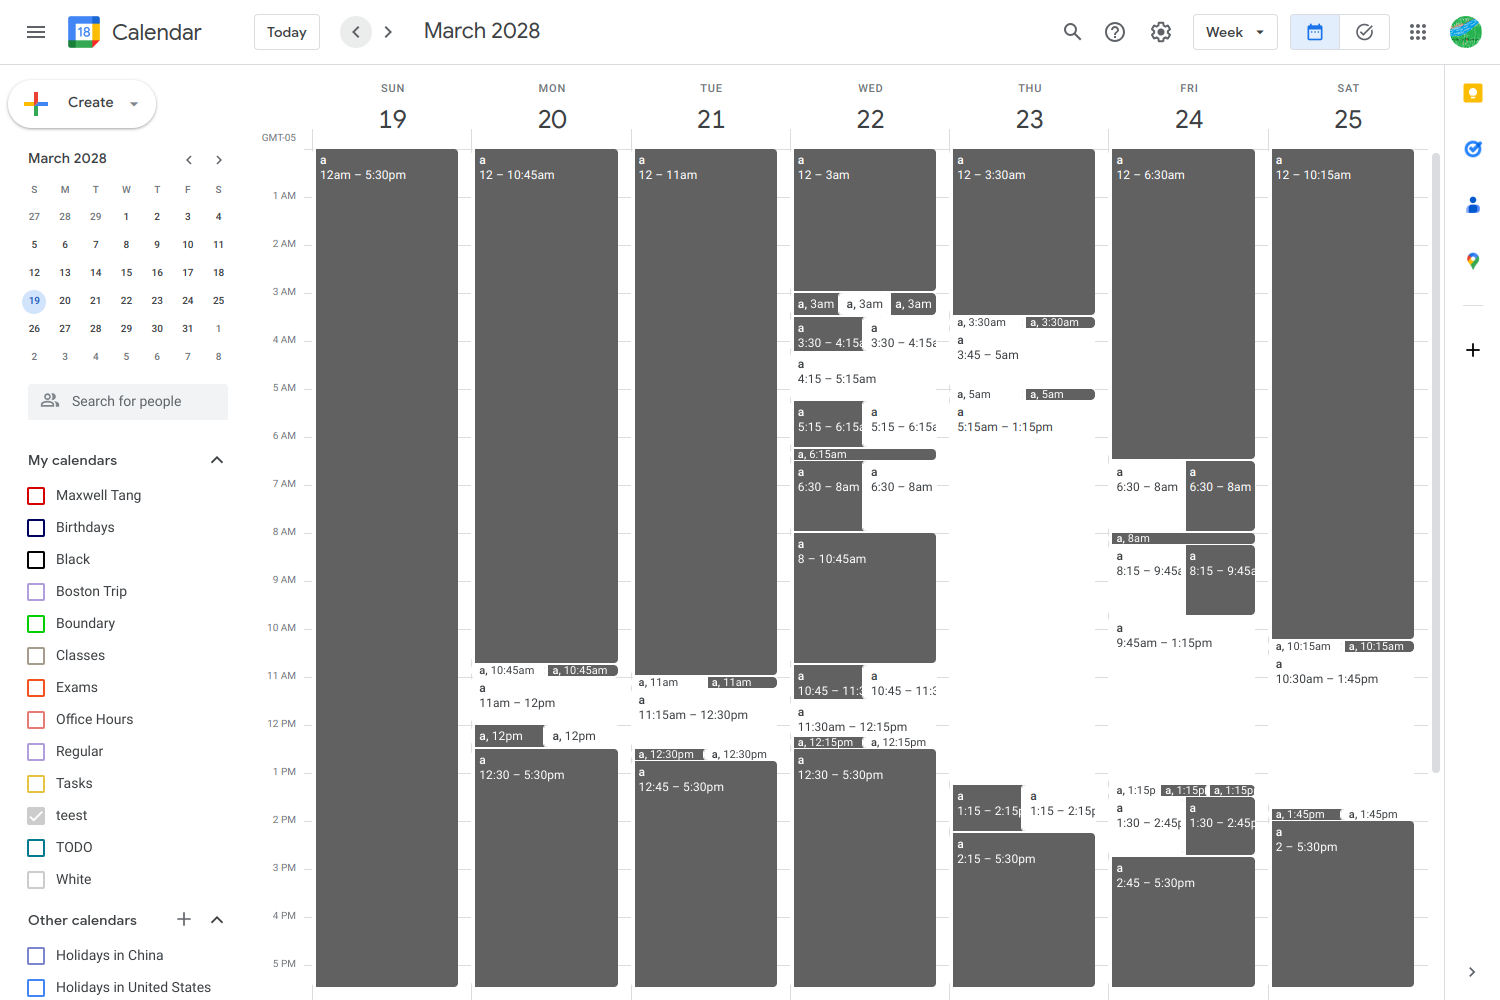 18 Calendar
Today
March 2028
Week
Create
March 2028
S M T W T F S
27 28 29 1 2 3 4
5 6 7 8 9 10 11
12 13 14 15 16 17 18
19 20 21 22 23 24 25
26 27 28 29 30 31 1
2 3 4 5 6 7 8
Search for people
My calendars
Maxwell Tang
Birthdays
Black
Boston Trip
Boundary
Classes
Exams
Office Hours
Regular
Tasks
teest
TODO
White
Other calendars
Holidays in China
Holidays in United States
SUN MON TUE WED THU FRI SAT
19 20 21 22 23 24 25
GMT-05
1 AM
2 AM
3 AM
4 AM
5 AM
6 AM
7 AM
8 AM
9 AM
10 AM
11 AM
12 PM
1 PM
2 PM
3 PM
4 PM
5 PM
a
12am – 5:30pm
a
12 – 10:45am
a, 10:45am
a, 10:45am
a
11am – 12pm
a, 12pm
a, 12pm
a
12:30 – 5:30pm
a
12 – 11am
a, 11am
a, 11am
a
11:15am – 12:30pm
a, 12:30pm
a, 12:30pm
a
12:45 – 5:30pm
a
12 – 3am
a, 3am
a, 3am
a, 3am
a
3:30 – 4:15a
a
3:30 – 4:15a
a
4:15 – 5:15am
a
5:15 – 6:15a
a
5:15 – 6:15a
a, 6:15am
a
6:30 – 8am
a
6:30 – 8am
a
8 – 10:45am
a
10:45 – 11:3
a
10:45 – 11:3
a
11:30am – 12:15pm
a, 12:15pm
a, 12:15pm
a
12:30 – 5:30pm
a
12 – 3:30am
a, 3:30am
a, 3:30am
a
3:45 – 5am
a, 5am
a, 5am
a
5:15am – 1:15pm
a
1:15 – 2:15p
a
1:15 – 2:15p
a
2:15 – 5:30pm
a
12 – 6:30am
a
6:30 – 8am
a
6:30 – 8am
a, 8am
a
8:15 – 9:45a
a
8:15 – 9:45a
a
9:45am – 1:15pm
a, 1:15p
a, 1:15p
a, 1:15p
a
1:30 – 2:45p
a
1:30 – 2:45p
a
2:45 – 5:30pm
a
12 – 10:15am
a, 10:15am
a, 10:15am
a
10:30am – 1:45pm
a, 1:45pm
a, 1:45pm
a
2 – 5:30pm